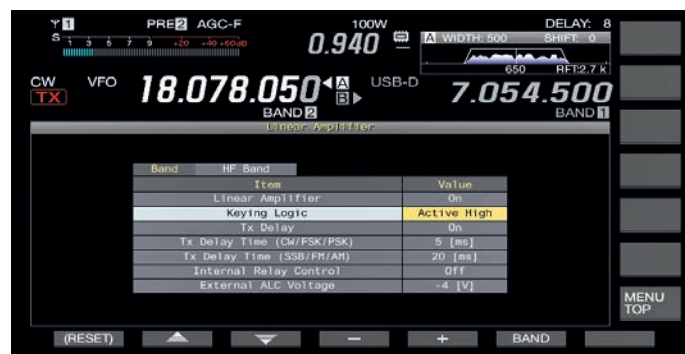 1 PRE2 AGC-F 100W DELAY: 8
S 1 3 5 7 9 +20 +40 +60dB 0.940 A WIDTH: 500 SHIFT: 0
650 RFT:2.7 k
CW VFO 18.078.050 A USB-D 7.054.500
TX B
BAND 2 BAND 1
Linear Amplifier
Band HF Band
Item Value
Linear Amplifier On
Keying Logic Active High
Tx Delay On
Tx Delay Time (CW/FSK/PSK) 5 [ms]
Tx Delay Time (SSB/FM/AM) 20 [ms]
Internal Relay Control Off
External ALC Voltage -4 [V]
MENU
TOP
(RESET) − + BAND